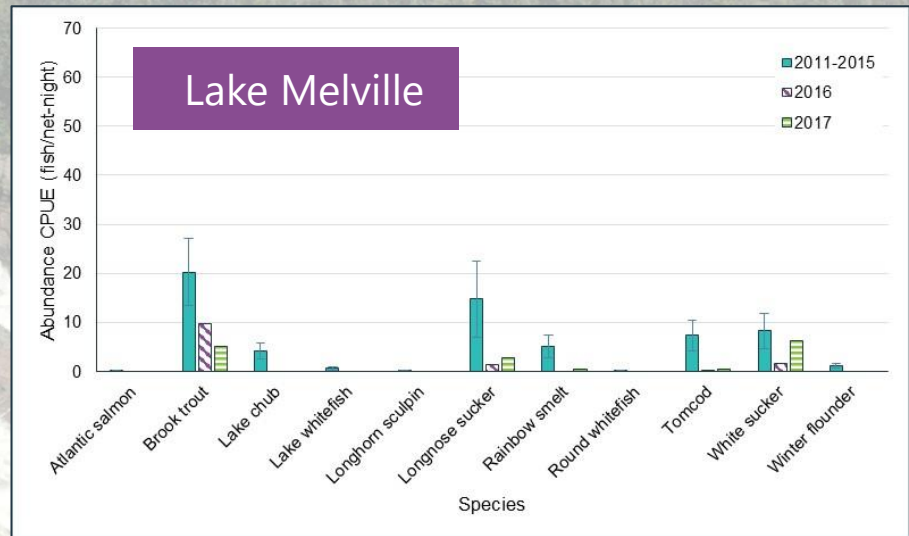 Lake Melville
2011-2015
2016
2017
Abundance CPUE (fish/net-night)
70
60
50
40
30
20
10
0
Atlantic salmon
Brook trout
Lake chub
Lake whitefish
Longhorn sculpin
Longnose sucker
Rainbow smelt
Round whitefish
Tomcod
White sucker
Winter flounder
Species